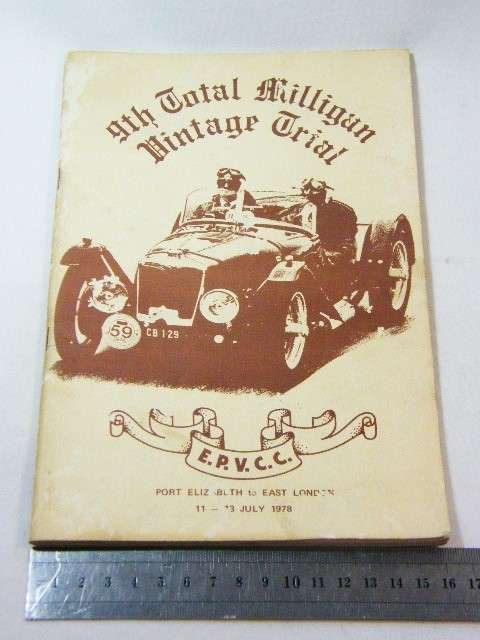 9th Total Milligan
Vintage Trial
59
CB 129
E.P.V.C.C.
PORT ELIZABETH to EAST LONDON
11 – 13 JULY 1978
1 2 3 4 5 6 7 8 9 10 11 12 13 14 15 16 17